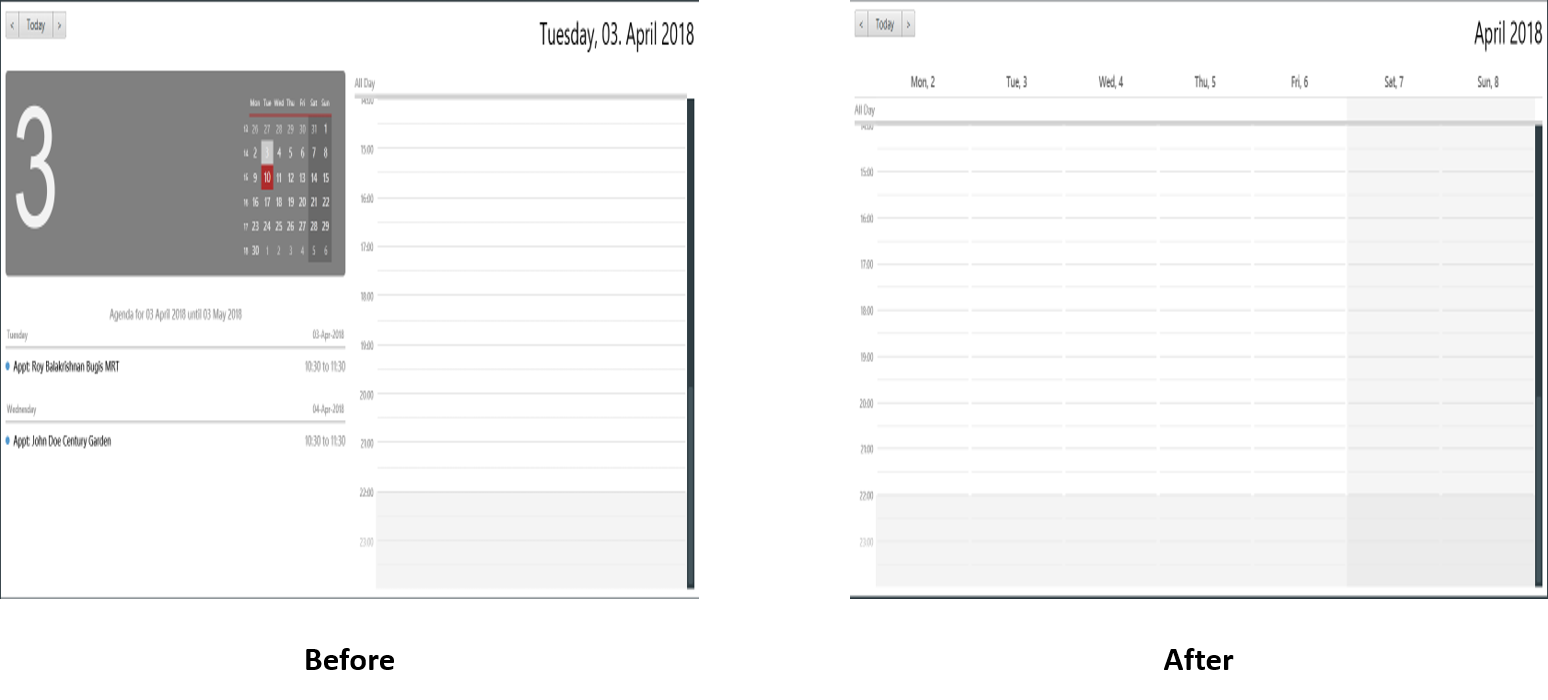 < Today >
Tuesday, 03. April 2018
3
Mon Tue Wed Thu Fri Sat Sun
13 26 27 28 29 30 31 1
14 2 3 4 5 6 7 8
15 9 10 11 12 13 14 15
16 16 17 18 19 20 21 22
17 23 24 25 26 27 28 29
18 30 1 2 3 4 5 6
Agenda for 03 April 2018 until 03 May 2018
Tuesday 03-Apr-2018
Appt: Roy Balakrishnan Bugis MRT 10:30 to 11:30
Wednesday 04-Apr-2018
Appt: John Doe Century Garden 10:30 to 11:30
All Day
14:00
15:00
16:00
17:00
18:00
19:00
20:00
21:00
22:00
23:00
Before
< Today >
April 2018
Mon, 2 Tue, 3 Wed, 4 Thu, 5 Fri, 6 Sat, 7 Sun, 8
All Day
14:00
15:00
16:00
17:00
18:00
19:00
20:00
21:00
22:00
23:00
After